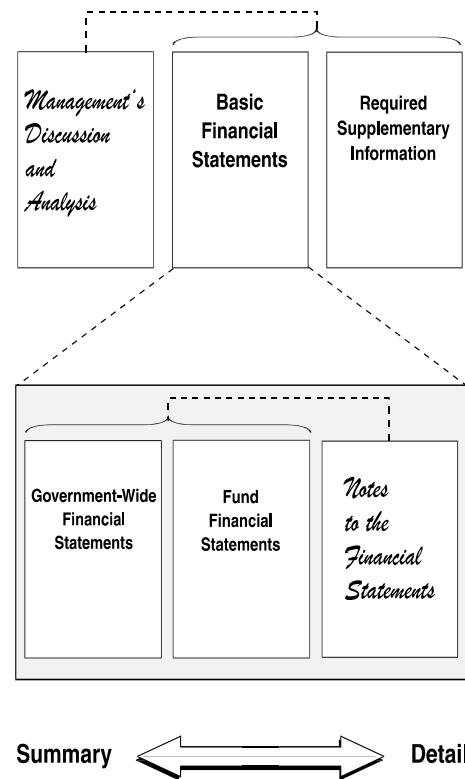 Management's
Discussion
and
Analysis
Basic
Financial
Statements
Required
Supplementary
Information
Government-Wide
Financial
Statements
Fund
Financial
Statements
Notes
to the
Financial
Statements
Summary
Detail